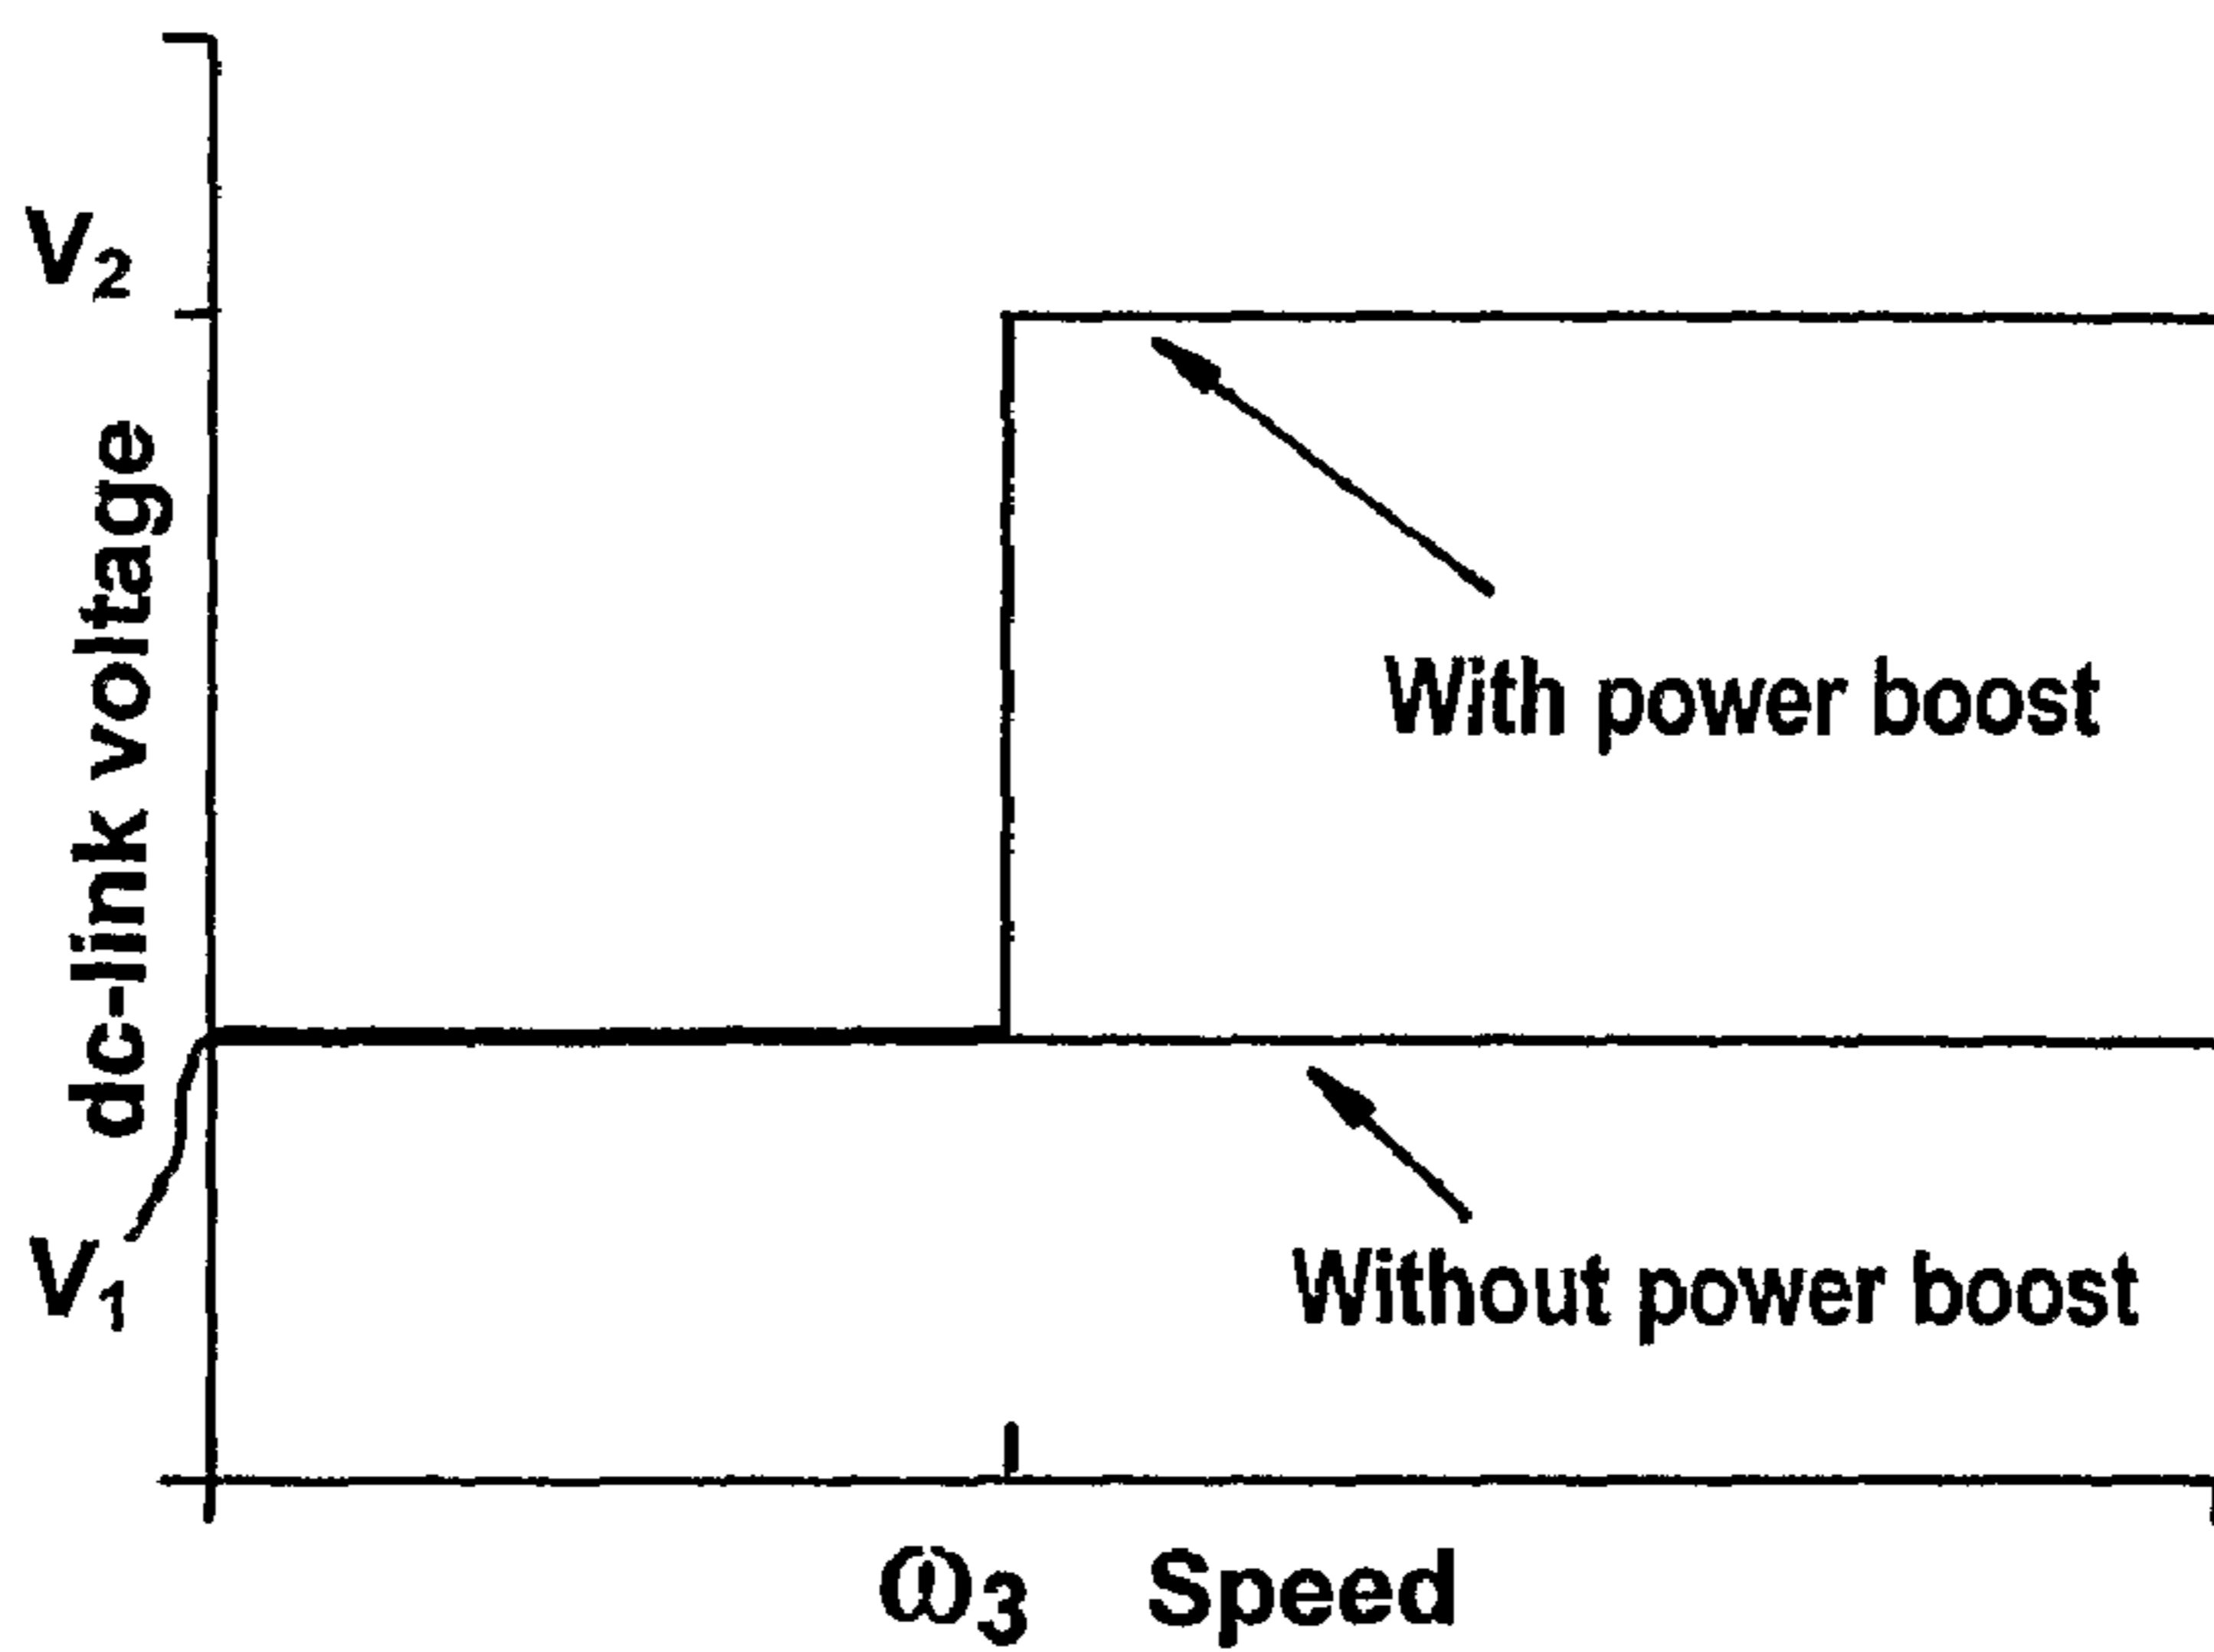 V₂
dc-link voltage
With power boost
V₁
Without power boost
ω₃ Speed